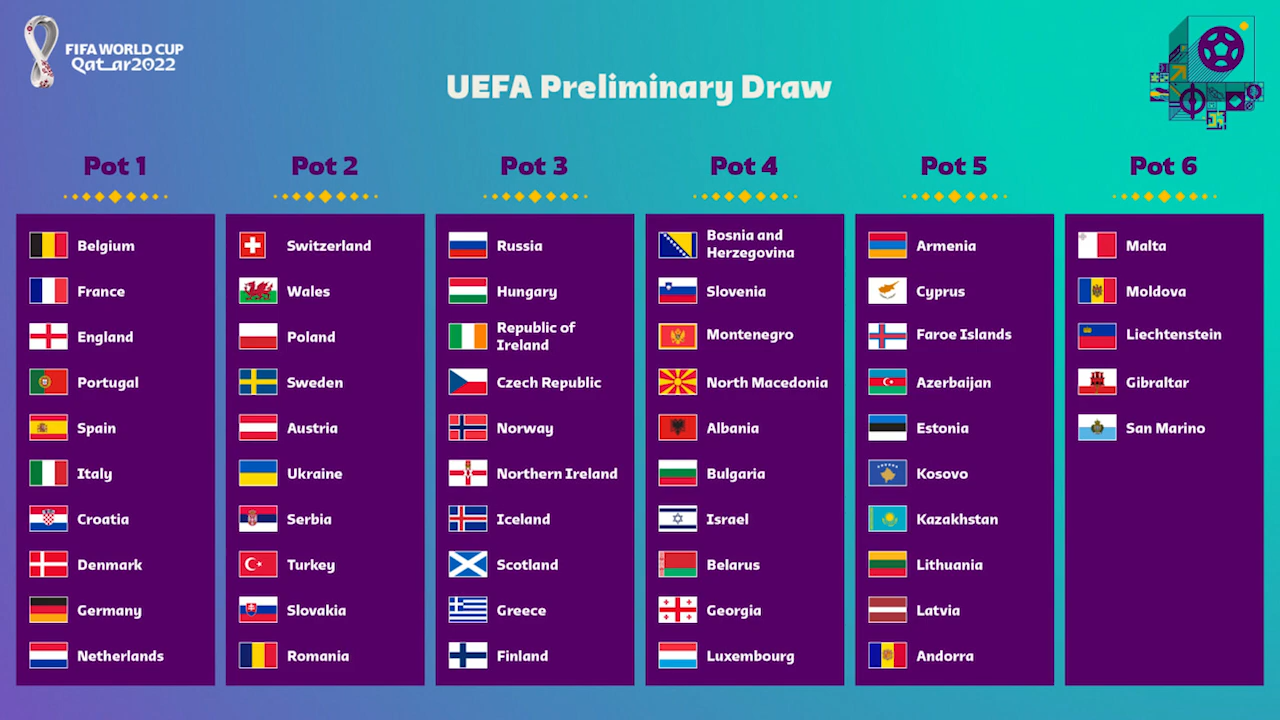 FIFA WORLD CUP
Qatar2022
UEFA Preliminary Draw
Pot 1
Belgium
France
England
Portugal
Spain
Italy
Croatia
Denmark
Germany
Netherlands
Pot 2
Switzerland
Wales
Poland
Sweden
Austria
Ukraine
Serbia
Turkey
Slovakia
Romania
Pot 3
Russia
Hungary
Republic of
Ireland
Czech Republic
Norway
Northern Ireland
Iceland
Scotland
Greece
Finland
Pot 4
Bosnia and
Herzegovina
Slovenia
Montenegro
North Macedonia
Albania
Bulgaria
Israel
Belarus
Georgia
Luxembourg
Pot 5
Armenia
Cyprus
Faroe Islands
Azerbaijan
Estonia
Kosovo
Kazakhstan
Lithuania
Latvia
Andorra
Pot 6
Malta
Moldova
Liechtenstein
Gibraltar
San Marino